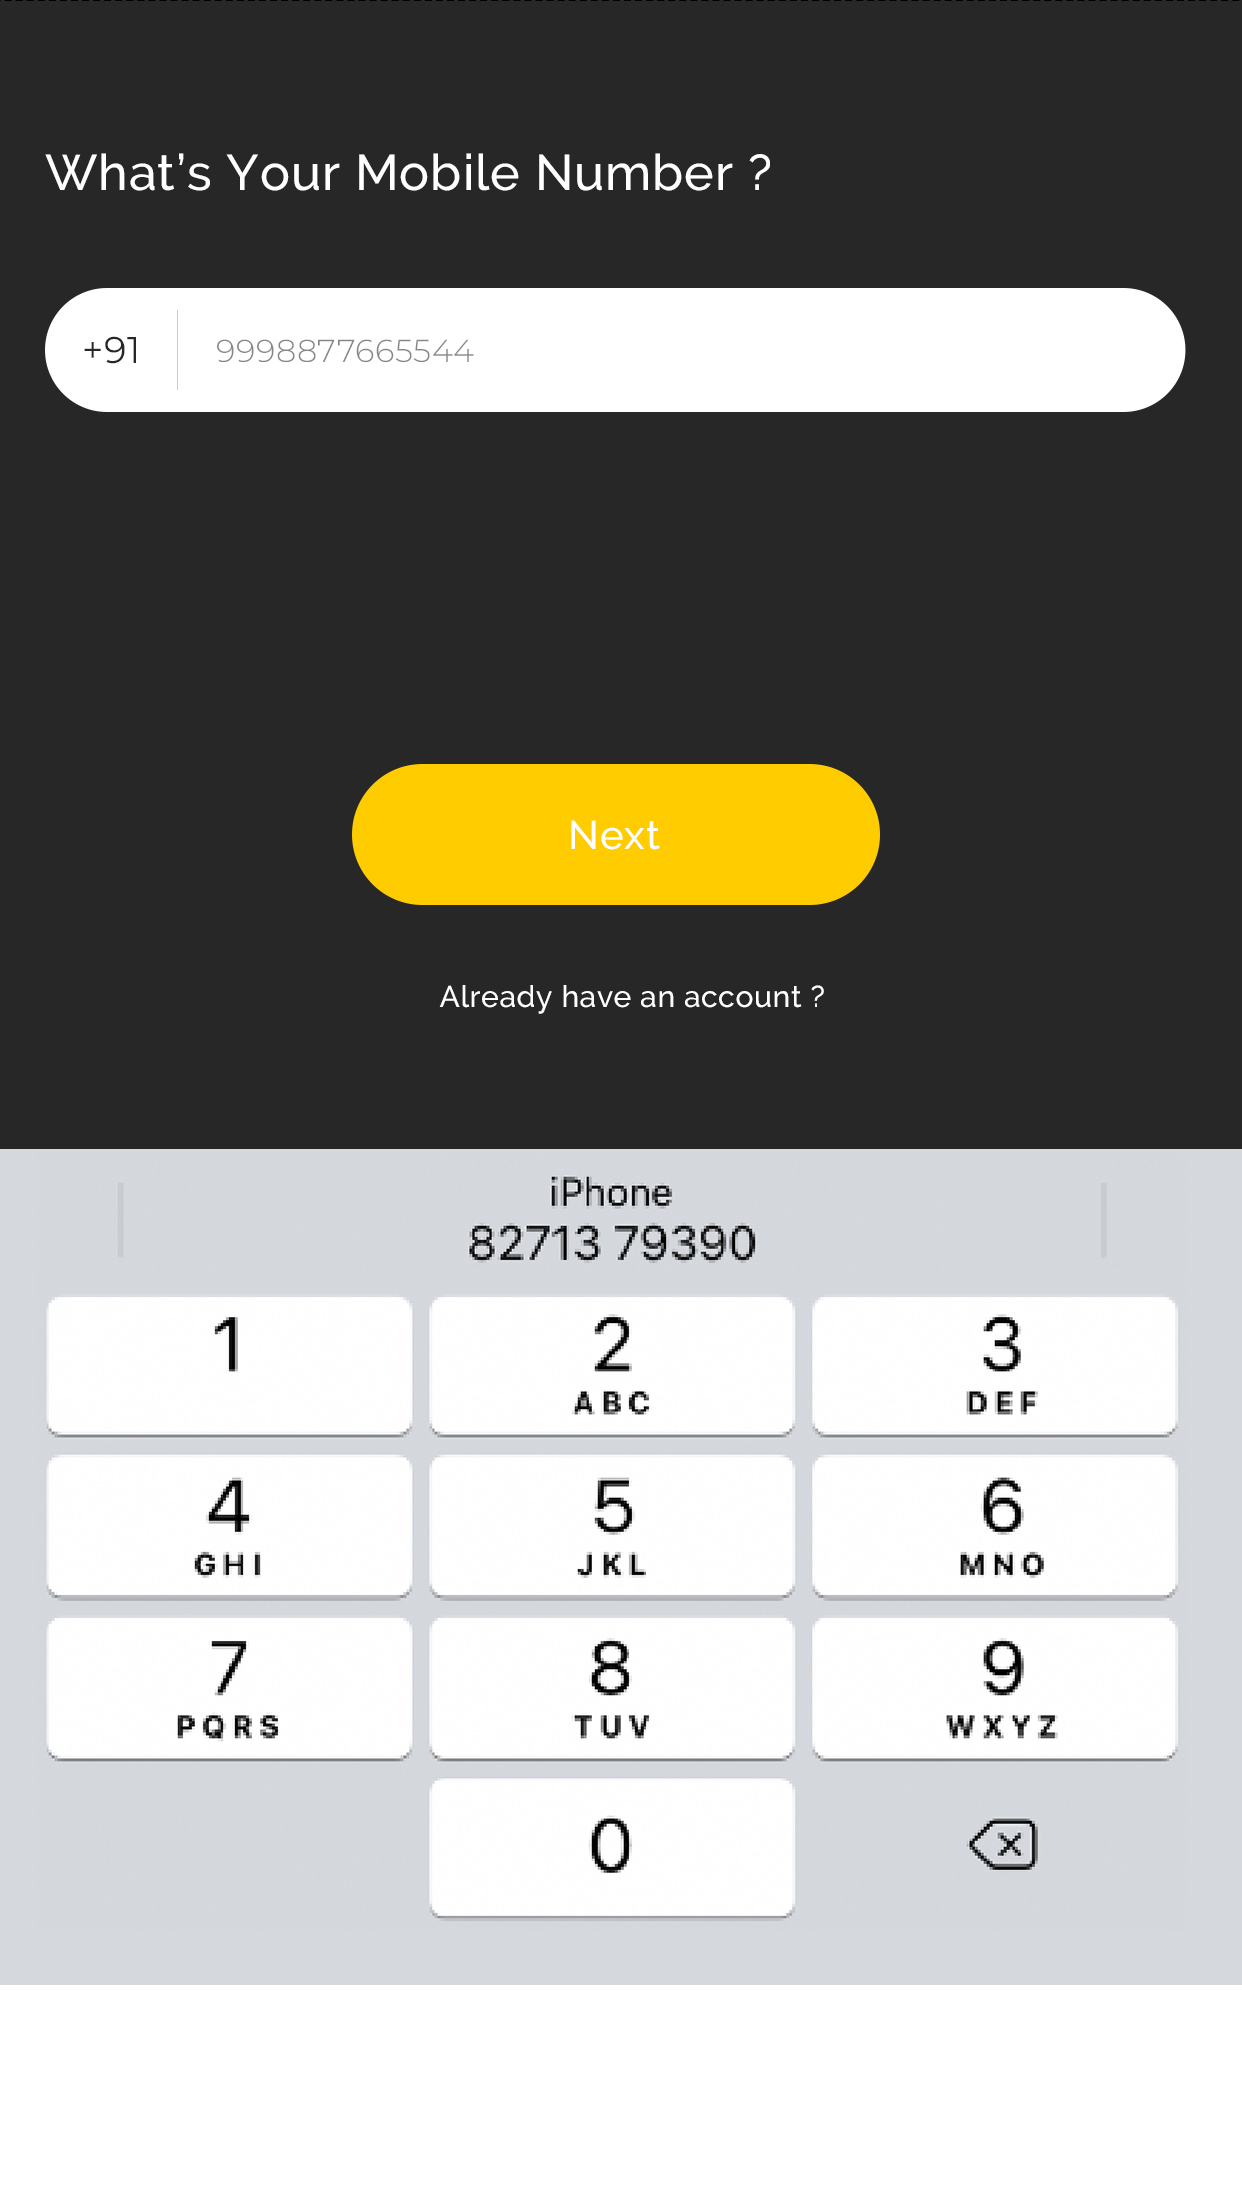 What's Your Mobile Number ?
+91 9998877665544
Next
Already have an account ?
iPhone
82713 79390
1 2 3
ABC DEF
4 5 6
GHI JKL MNO
7 8 9
PQRS TUV WXYZ
0